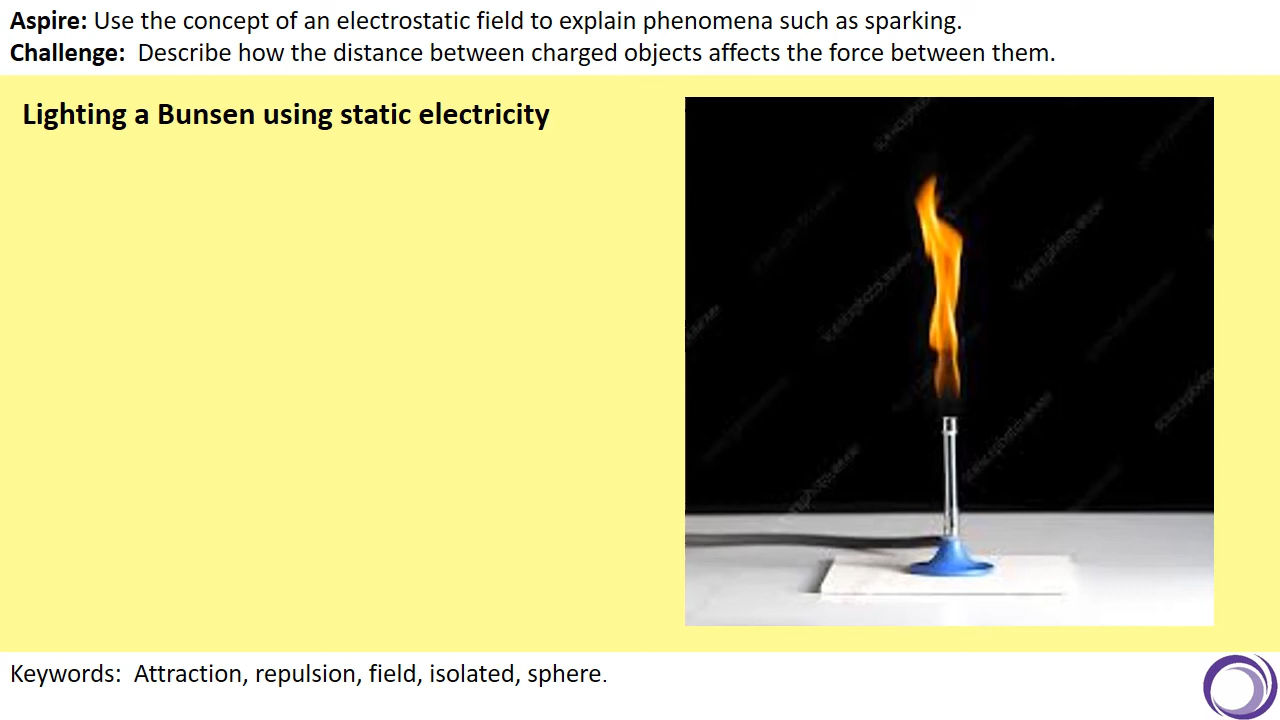 Aspire: Use the concept of an electrostatic field to explain phenomena such as sparking.
Challenge:  Describe how the distance between charged objects affects the force between them.
Lighting a Bunsen using static electricity
Keywords:  Attraction, repulsion, field, isolated, sphere.